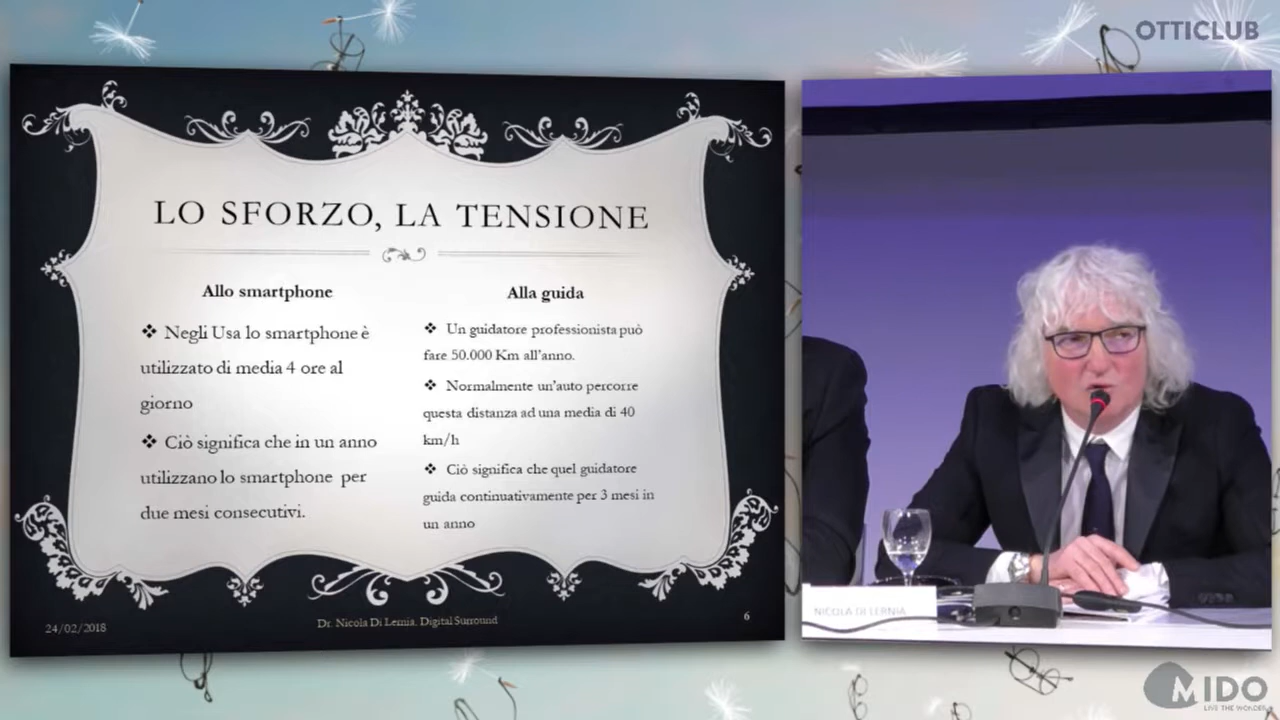 OTTICLUB
LO SFORZO, LA TENSIONE
Allo smartphone
❖ Negli Usa lo smartphone è
utilizzato di media 4 ore al
giorno
❖ Ciò significa che in un anno
utilizzano lo smartphone per
due mesi consecutivi.
Alla guida
❖ Un guidatore professionista può
fare 50.000 Km all'anno.
❖ Normalmente un'auto percorre
questa distanza ad una media di 40
km/h
❖ Ciò significa che quel guidatore
guida continuativamente per 3 mesi in
un anno
24/02/2018
Dr. Nicola Di Lernia. Digital Surround
6
NICOLA DI LERNIA
MIDO
LIVE THE WONDER